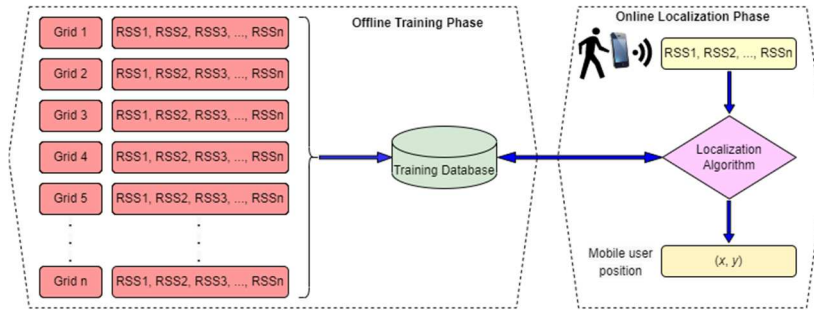 Offline Training Phase
Grid 1 RSS1, RSS2, RSS3, ..., RSSn
Grid 2 RSS1, RSS2, RSS3, ..., RSSn
Grid 3 RSS1, RSS2, RSS3, ..., RSSn
Grid 4 RSS1, RSS2, RSS3, ..., RSSn
Grid 5 RSS1, RSS2, RSS3, ..., RSSn
Grid n RSS1, RSS2, RSS3, ..., RSSn
Training Database
Online Localization Phase
RSS1, RSS2, ..., RSSn
Localization
Algorithm
Mobile user
position
(x, y)